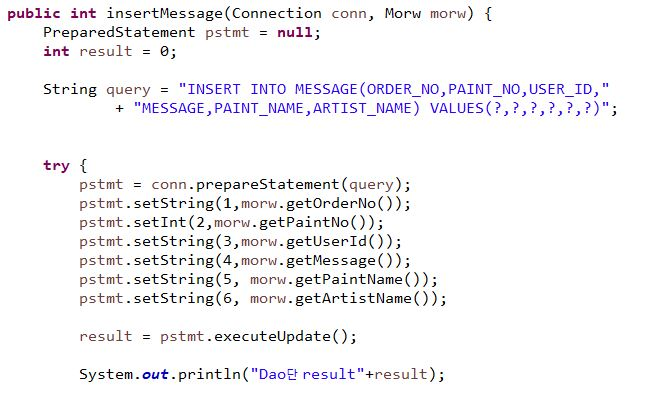 public int insertMessage(Connection conn, Morw morw) {
PreparedStatement pstmt = null;
int result = 0;
String query = "INSERT INTO MESSAGE(ORDER_NO,PAINT_NO,USER_ID,"
+ "MESSAGE,PAINT_NAME,ARTIST_NAME) VALUES(?,?,?,?,?,?)";
try {
pstmt = conn.prepareStatement(query);
pstmt.setString(1,morw.getOrderNo());
pstmt.setInt(2,morw.getPaintNo());
pstmt.setString(3,morw.getUserId());
pstmt.setString(4,morw.getMessage());
pstmt.setString(5, morw.getPaintName());
pstmt.setString(6, morw.getArtistName());
result = pstmt.executeUpdate();
System.out.println("Dao단 result"+result);